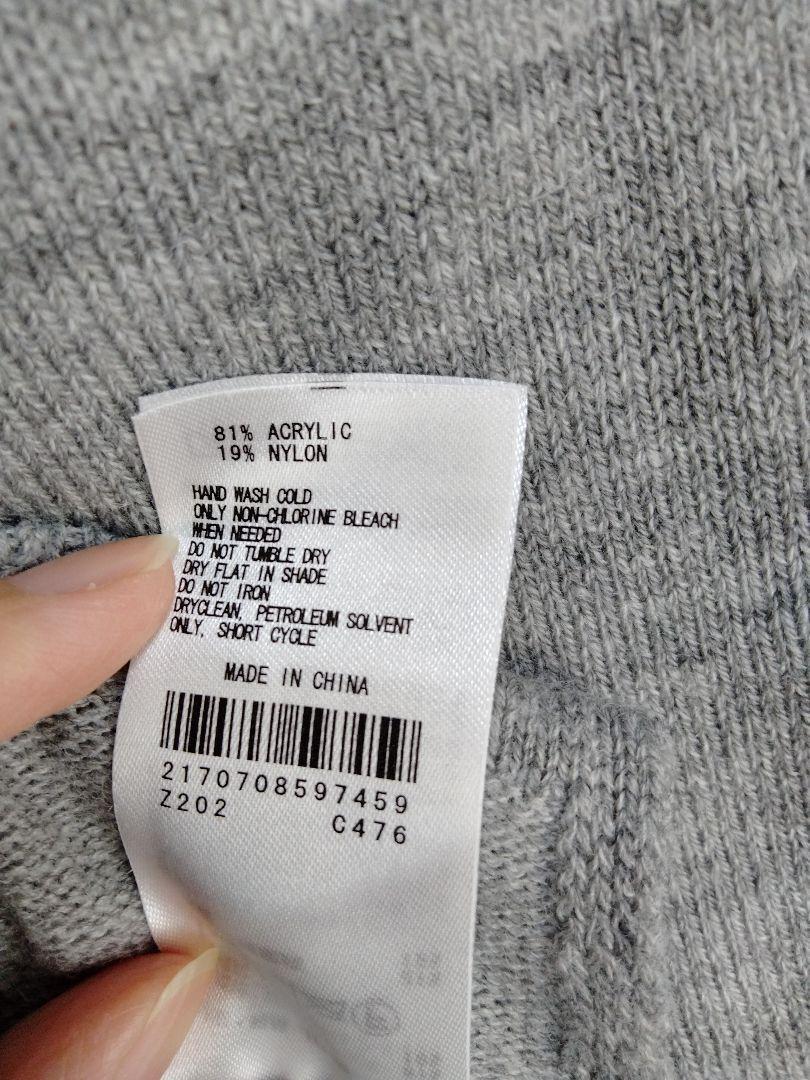 81% ACRYLIC
19% NYLON
HAND WASH COLD
ONLY NON-CHLORINE BLEACH
WHEN NEEDED
DO NOT TUMBLE DRY
DRY FLAT IN SHADE
DO NOT IRON
DRYCLEAN, PETROLEUM SOLVENT
ONLY, SHORT CYCLE
MADE IN CHINA
2170708597459
Z202 C476